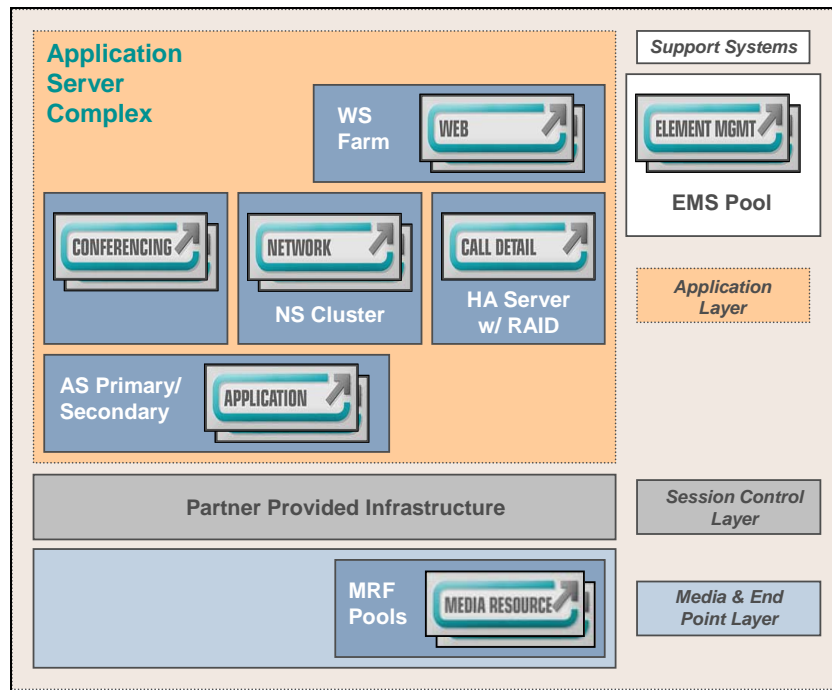 Application
Server
Complex
WS
Farm
WEB
Support Systems
ELEMENT MGMT
EMS Pool
CONFERENCING
NETWORK
NS Cluster
CALL DETAIL
HA Server
w/ RAID
Application
Layer
AS Primary/
Secondary
APPLICATION
Partner Provided Infrastructure
Session Control
Layer
MRF
Pools
MEDIA RESOURCE
Media & End
Point Layer